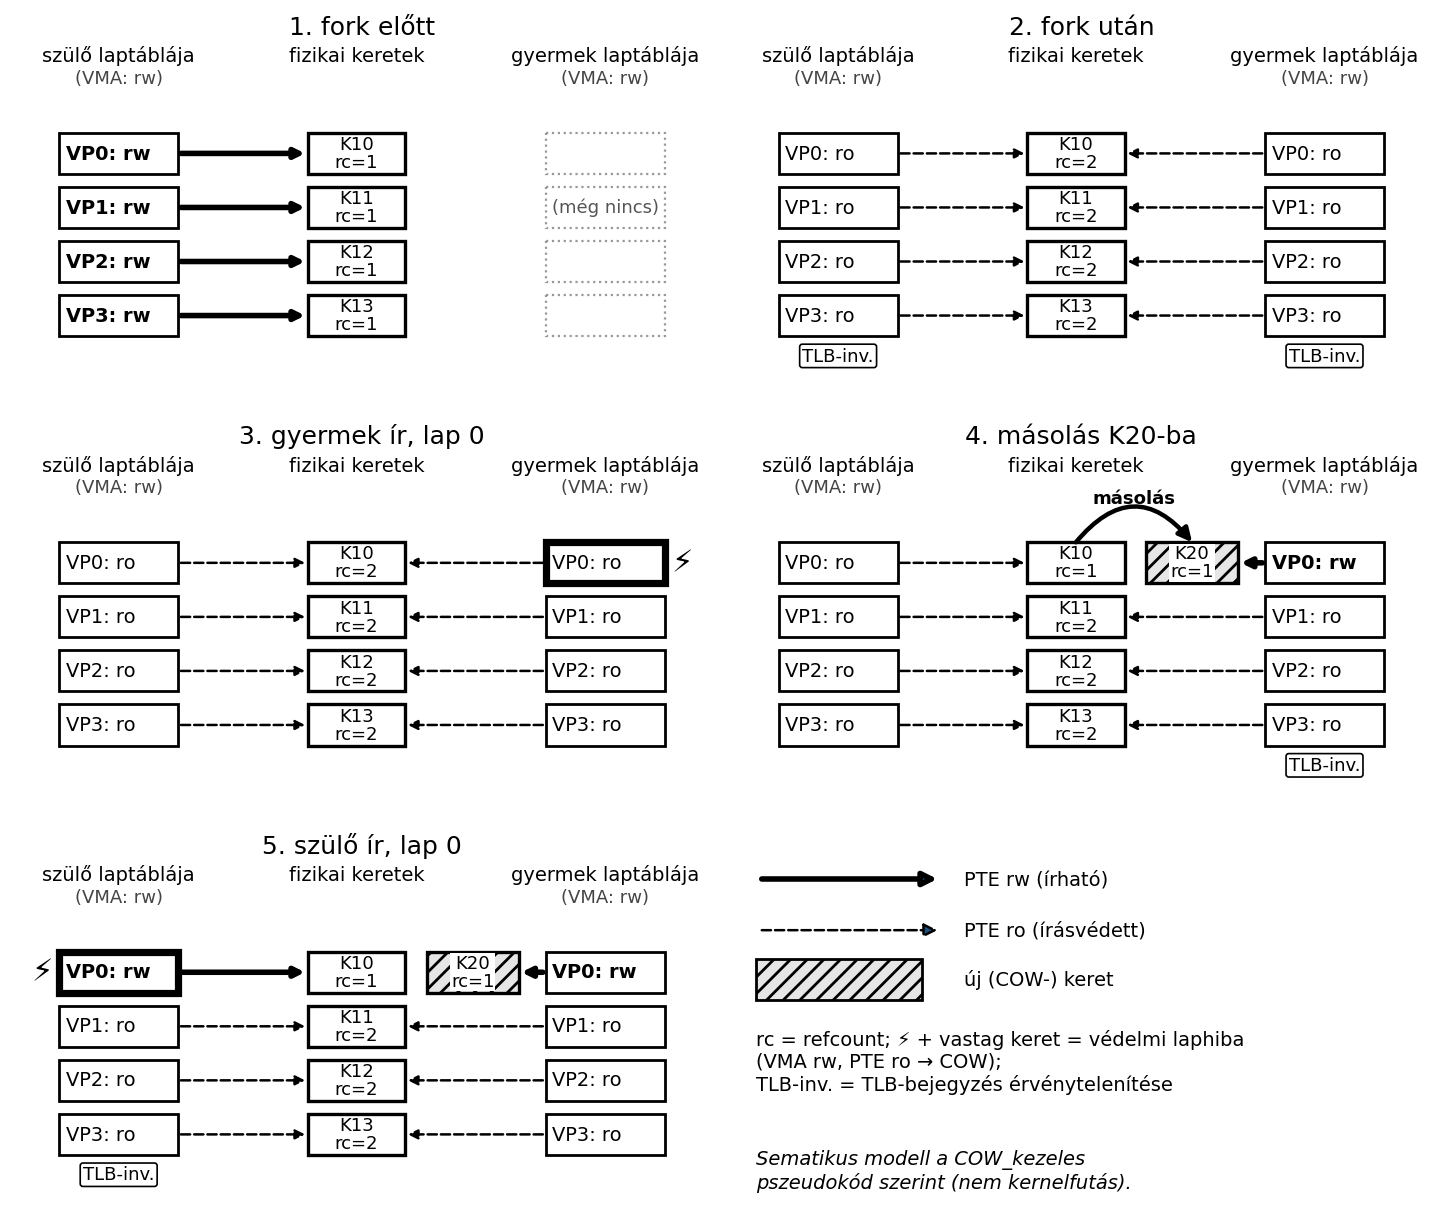 1. fork előtt
szülő laptáblája fizikai keretek gyermek laptáblája
(VMA: rw) (VMA: rw)
VP0: rw K10 rc=1
VP1: rw K11 rc=1 (még nincs)
VP2: rw K12 rc=1
VP3: rw K13 rc=1
2. fork után
szülő laptáblája fizikai keretek gyermek laptáblája
(VMA: rw) (VMA: rw)
VP0: ro K10 rc=2 VP0: ro
VP1: ro K11 rc=2 VP1: ro
VP2: ro K12 rc=2 VP2: ro
VP3: ro K13 rc=2 VP3: ro
TLB-inv. TLB-inv.
3. gyermek ír, lap 0
szülő laptáblája fizikai keretek gyermek laptáblája
(VMA: rw) (VMA: rw)
VP0: ro K10 rc=2 VP0: ro ⚡
VP1: ro K11 rc=2 VP1: ro
VP2: ro K12 rc=2 VP2: ro
VP3: ro K13 rc=2 VP3: ro
4. másolás K20-ba
szülő laptáblája fizikai keretek gyermek laptáblája
(VMA: rw) (VMA: rw)
másolás
VP0: ro K10 rc=1 K20 rc=1 VP0: rw
VP1: ro K11 rc=2 VP1: ro
VP2: ro K12 rc=2 VP2: ro
VP3: ro K13 rc=2 VP3: ro
TLB-inv.
5. szülő ír, lap 0
szülő laptáblája fizikai keretek gyermek laptáblája
(VMA: rw) (VMA: rw)
⚡ VP0: rw K10 rc=1 K20 rc=1 VP0: rw
VP1: ro K11 rc=2 VP1: ro
VP2: ro K12 rc=2 VP2: ro
VP3: ro K13 rc=2 VP3: ro
TLB-inv.
PTE rw (írható)
PTE ro (írásvédett)
új (COW-) keret
rc = refcount; ⚡ + vastag keret = védelmi laphiba
(VMA rw, PTE ro → COW);
TLB-inv. = TLB-bejegyzés érvénytelenítése
Sematikus modell a COW_kezeles
pszeudokód szerint (nem kernelfutás).